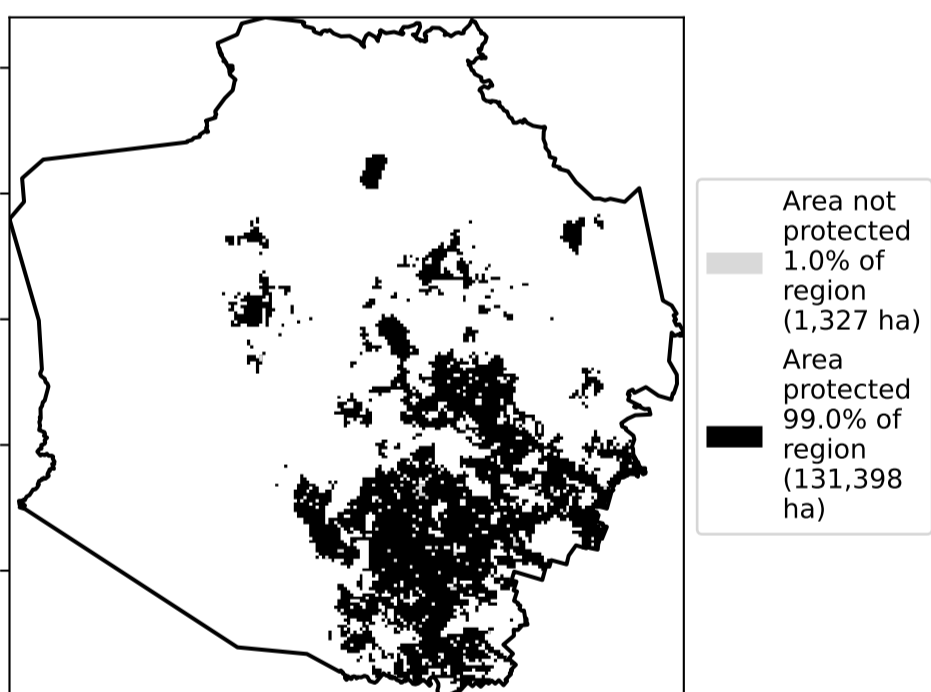 Area not
protected
1.0% of
region
(1,327 ha)
Area
protected
99.0% of
region
(131,398
ha)